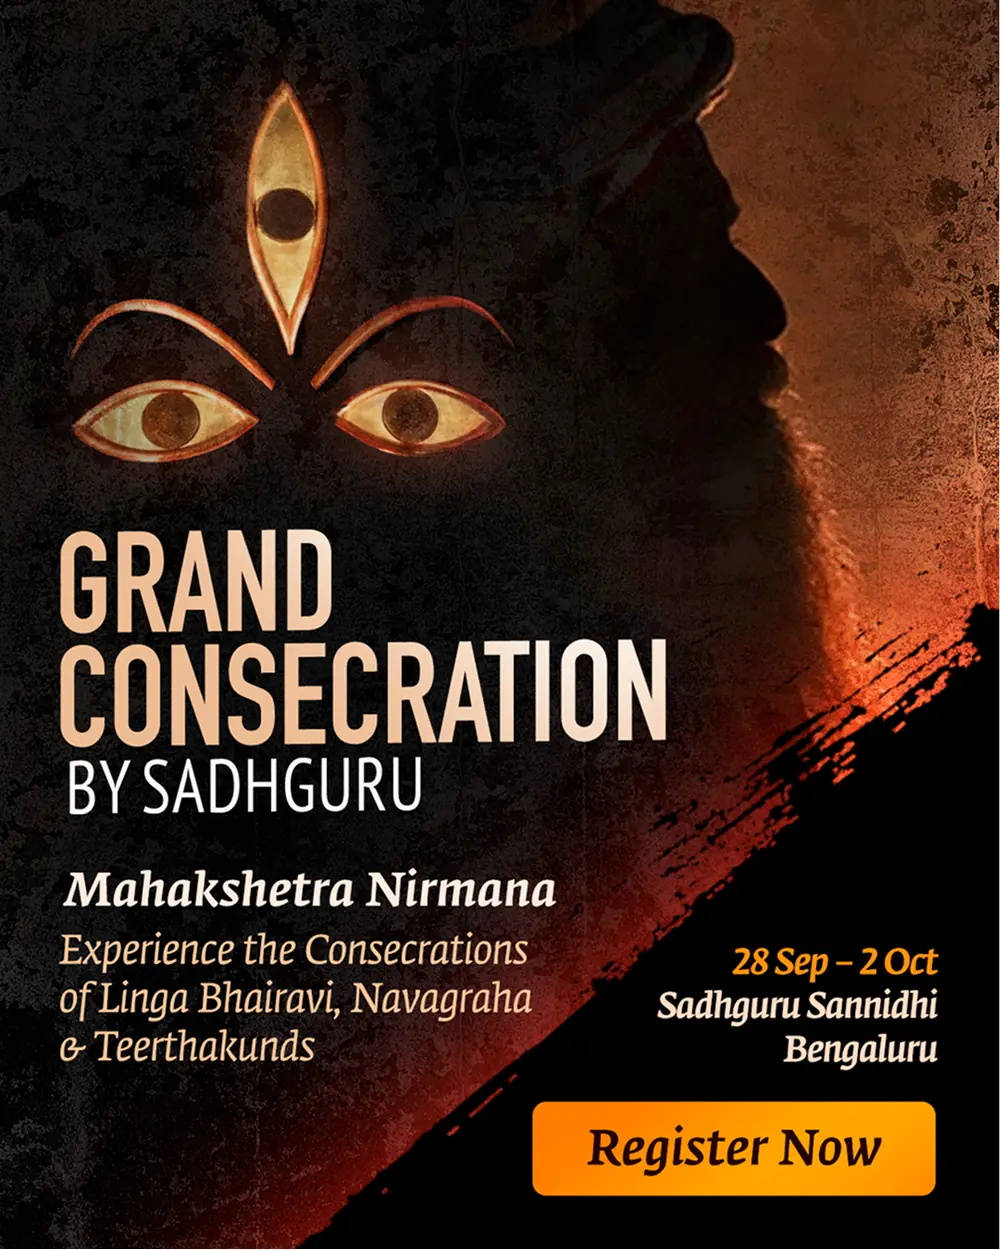 GRAND
CONSECRATION
BY SADHGURU
Mahakshetra Nirmana
Experience the Consecrations
of Linga Bhairavi, Navagraha
& Teerthakunds
28 Sep – 2 Oct
Sadhguru Sannidhi
Bengaluru
Register Now